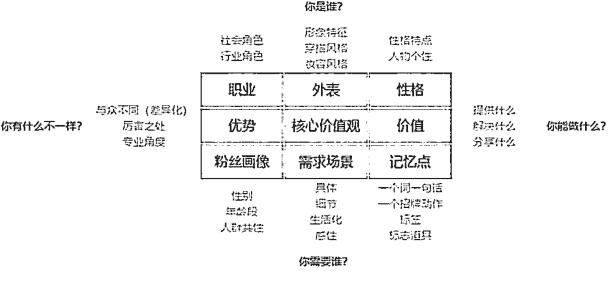 你是谁?
社会角色
行业角色
形象特征
穿搭风格
妆容风格
性格特点
人物个性
职业
外表
性格
你有什么不一样?
与众不同（差异化）
厉害之处
专业角度
优势
核心价值观
价值
提供什么
解决什么
分享什么
你能做什么?
粉丝画像
需求场景
记忆点
性别
年龄段
人群共性
具体
细节
生活化
感性
一个词一句话
一个招牌动作
标签
标志道具
你需要谁?